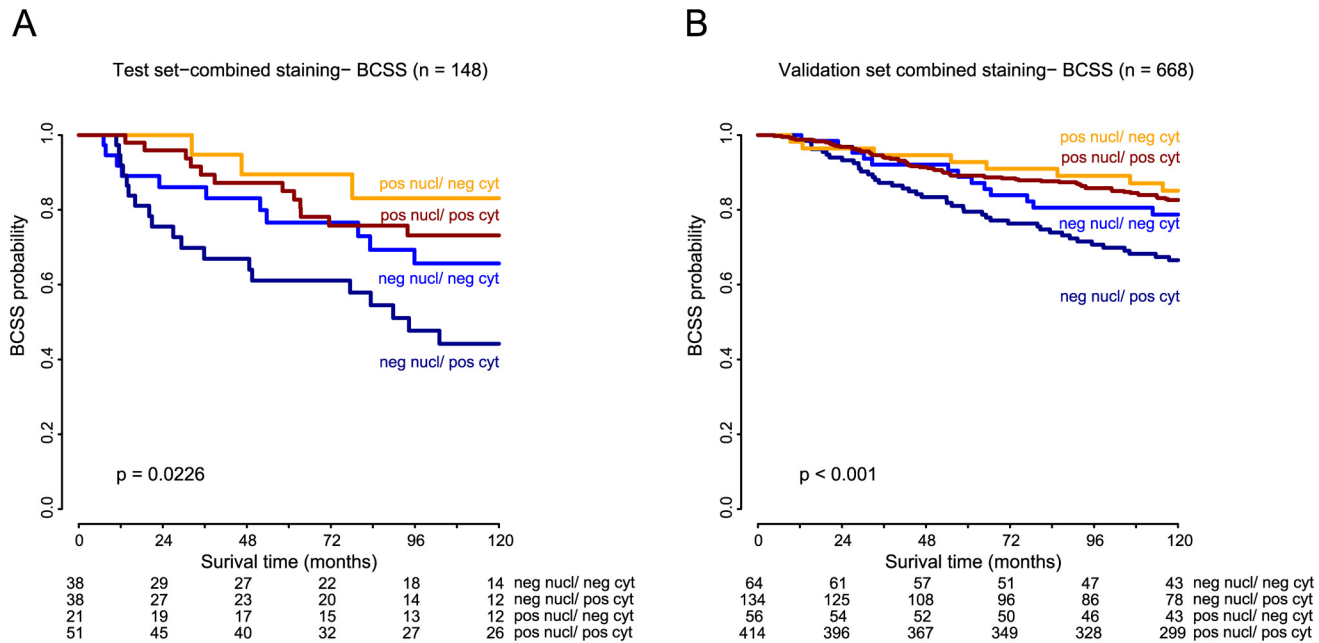 A
B
Test set−combined staining− BCSS (n = 148)
Validation set combined staining− BCSS (n = 668)
BCSS probability
1.0
0.8
0.6
0.4
0.2
0.0
pos nucl/ neg cyt
pos nucl/ pos cyt
neg nucl/ neg cyt
neg nucl/ pos cyt
p = 0.0226
0 24 48 72 96 120
Surival time (months)
38 29 27 22 18 14 neg nucl/ neg cyt
38 27 23 20 14 12 neg nucl/ pos cyt
21 19 17 15 13 12 pos nucl/ neg cyt
51 45 40 32 27 26 pos nucl/ pos cyt
BCSS probability
1.0
0.8
0.6
0.4
0.2
0.0
pos nucl/ neg cyt
pos nucl/ pos cyt
neg nucl/ neg cyt
neg nucl/ pos cyt
p < 0.001
0 24 48 72 96 120
Surival time (months)
64 61 57 51 47 43 neg nucl/ neg cyt
134 125 108 96 86 78 neg nucl/ pos cyt
56 54 52 50 46 43 pos nucl/ neg cyt
414 396 367 349 328 299 pos nucl/ pos cyt